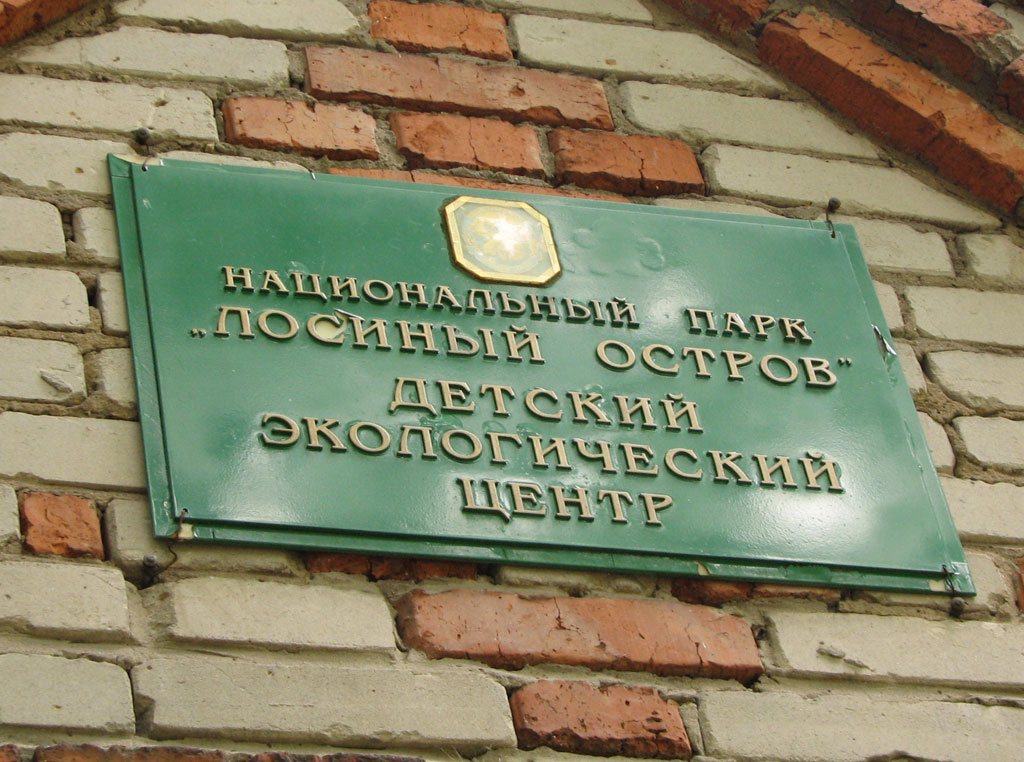 НАЦИОНАЛЬНЫЙ ПАРК
„ЛОСИНЫЙ ОСТРОВ”
ДЕТСКИЙ
ЭКОЛОГИЧЕСКИЙ
ЦЕНТР